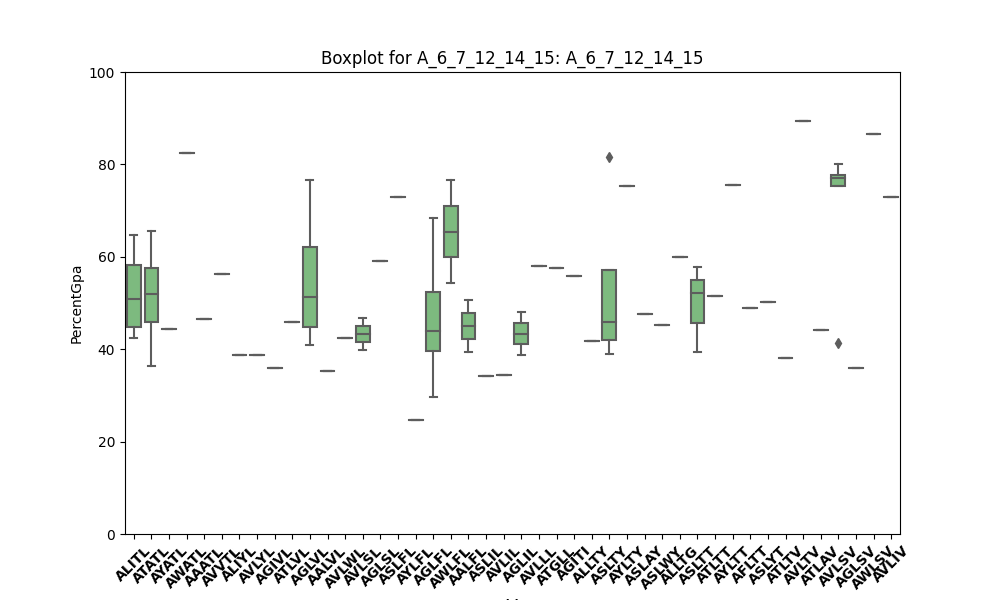 Boxplot for A_6_7_12_14_15: A_6_7_12_14_15
PercentGpa
100
80
60
40
20
0
ALITL
ATATL
AYATL
AWATL
AAATL
AVVTL
ALIYL
AVLYL
AGIVL
ATLVL
AGLVL
AALVL
AVLWL
AVLSL
AGLSL
ASLFL
AYLFL
AGLFL
AWLFL
AALFL
ASLIL
AVLIL
AGLIL
AVLLL
ATGLL
AGITI
ALLTY
ASLTY
AYLTY
ASLAY
ASLWY
ALLTG
ASLTT
ATLTT
AYLTT
AFLTT
ASLYT
ATLTV
AVLTV
ATLAV
AVLSV
AGLSV
AWLSV
AVLIV